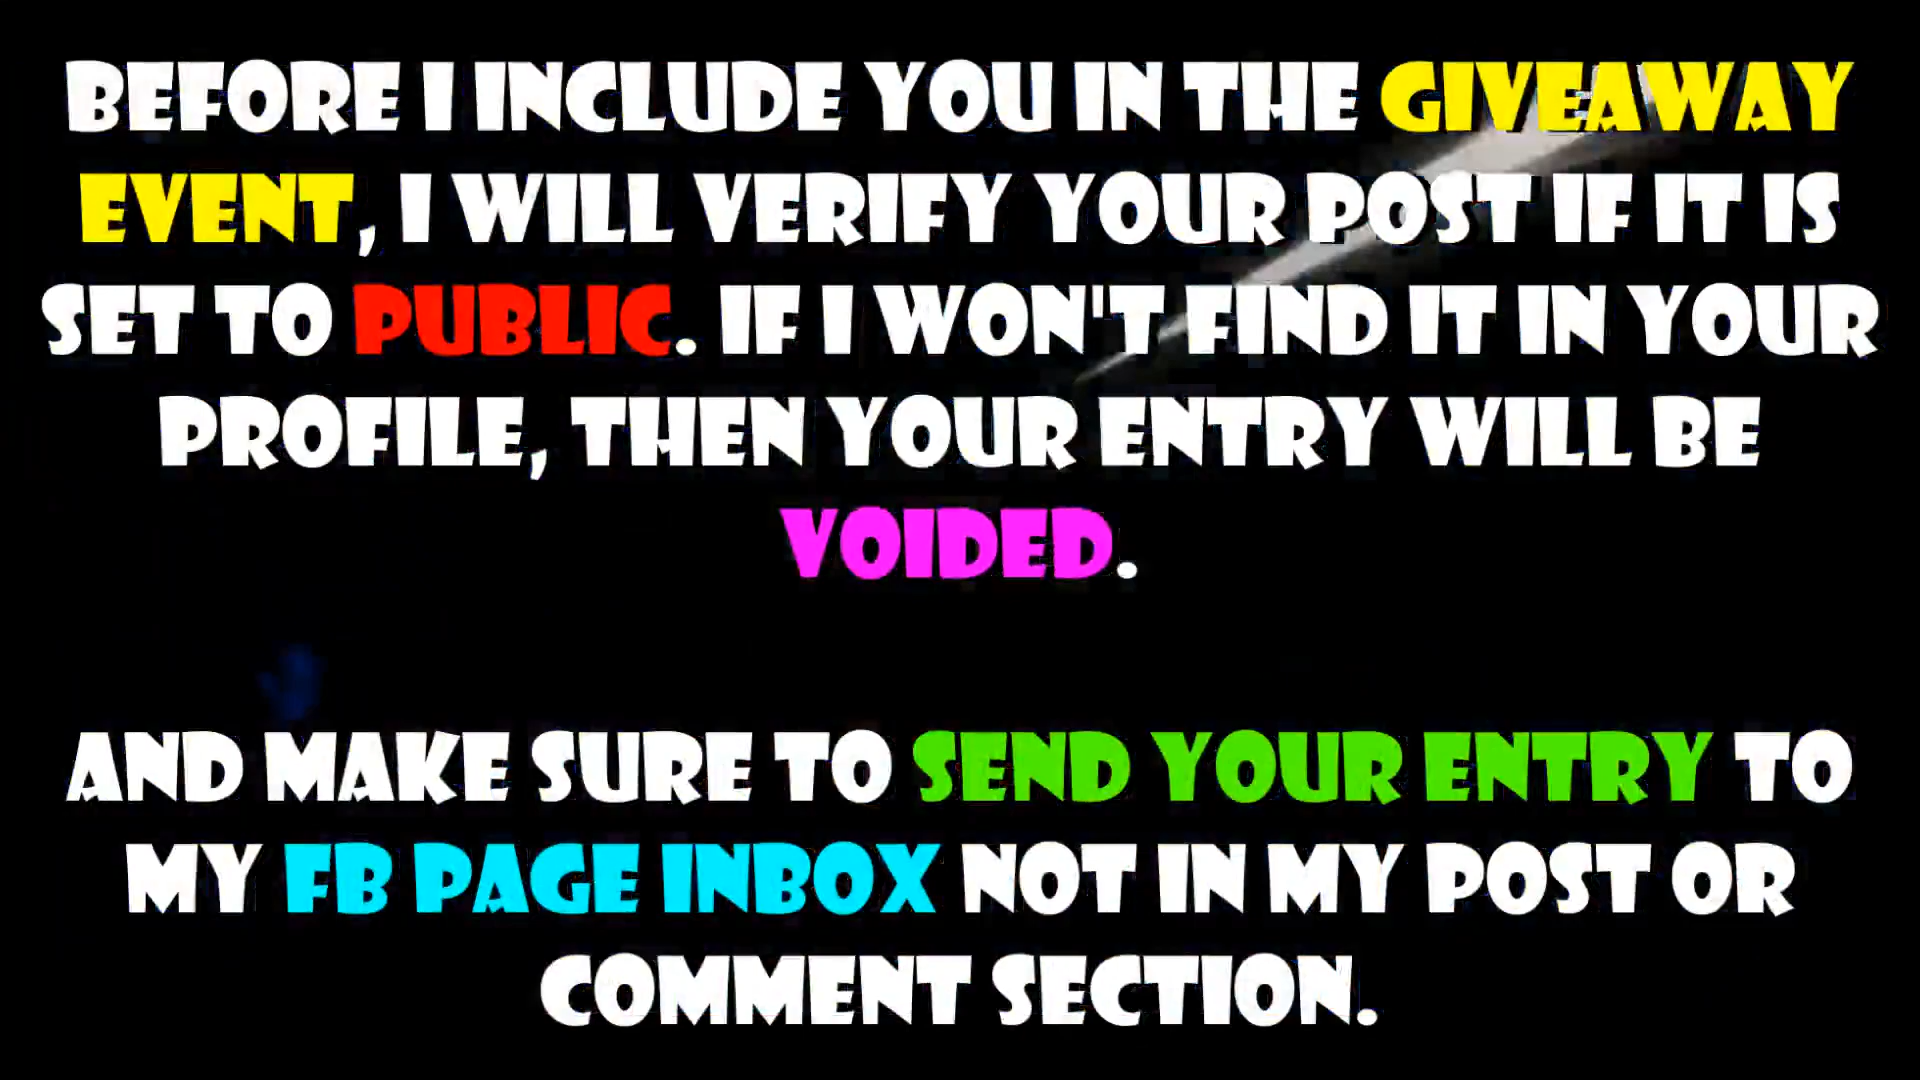 BEFORE I INCLUDE YOU IN THE GIVEAWAY
EVENT, I WILL VERIFY YOUR POST IF IT IS
SET TO PUBLIC. IF I WON'T FIND IT IN YOUR
PROFILE, THEN YOUR ENTRY WILL BE
VOIDED.
AND MAKE SURE TO SEND YOUR ENTRY TO
MY FB PAGE INBOX NOT IN MY POST OR
COMMENT SECTION.